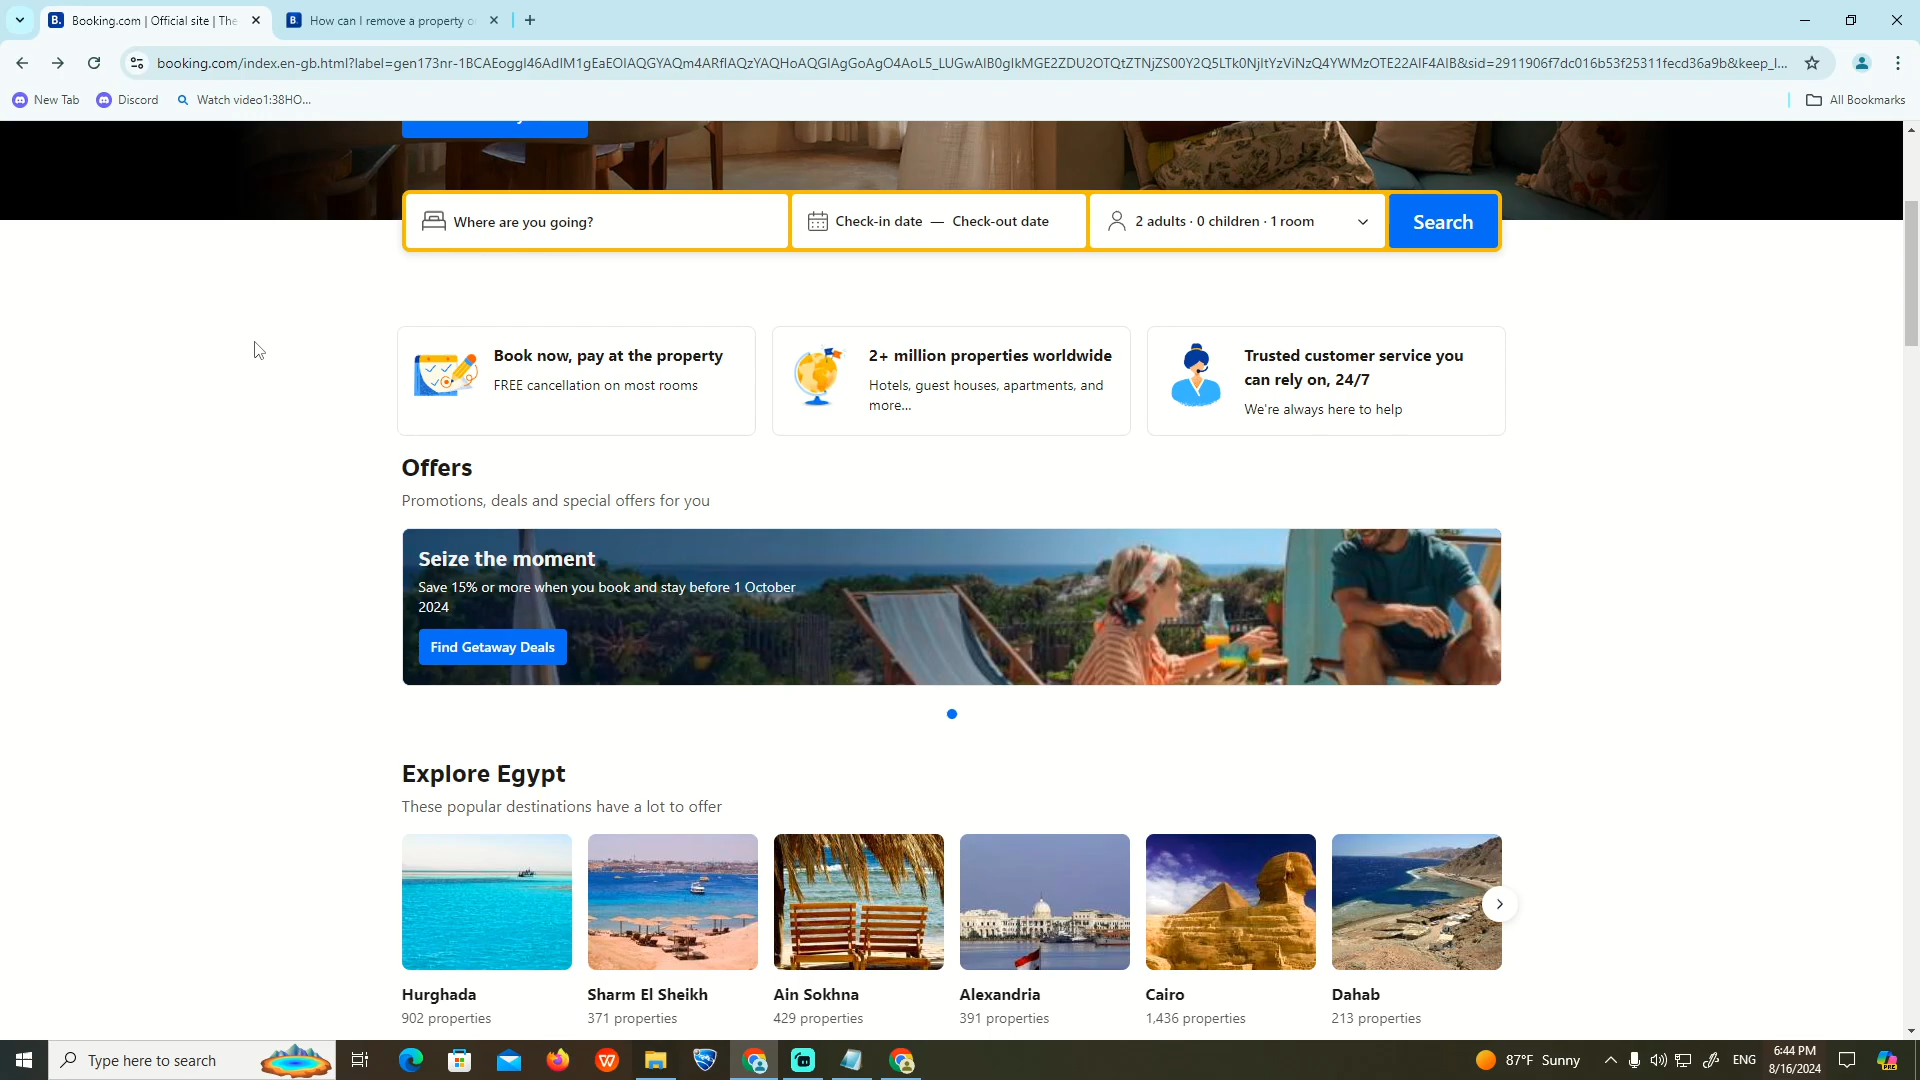 Booking.com | Official site | The
How can I remove a property o
booking.com/index.en-gb.html?label=gen173nr-1BCAEoggI46AdIM1gEaEOIAQGYAQm4ARfIAQzYAQHoAQGIAgGoAgO4AoL5_LUGwAIB0gIkMGE2ZDU2OTQtZTNjZS00Y2Q5LTk0NjItYzViNzQ4YWMzOTE22AIF4AIB&sid=2911906f7dc016b53f25311fecd36a9b&keep_l...
New Tab
Discord
Watch video1:38HO...
All Bookmarks
Where are you going?
Check-in date — Check-out date
2 adults · 0 children · 1 room
Search
Book now, pay at the property
FREE cancellation on most rooms
2+ million properties worldwide
Hotels, guest houses, apartments, and
more...
Trusted customer service you
can rely on, 24/7
We're always here to help
Offers
Promotions, deals and special offers for you
Seize the moment
Save 15% or more when you book and stay before 1 October
2024
Find Getaway Deals
Explore Egypt
These popular destinations have a lot to offer
Hurghada
902 properties
Sharm El Sheikh
371 properties
Ain Sokhna
429 properties
Alexandria
391 properties
Cairo
1,436 properties
Dahab
213 properties
Type here to search
87°F Sunny
ENG
6:44 PM
8/16/2024